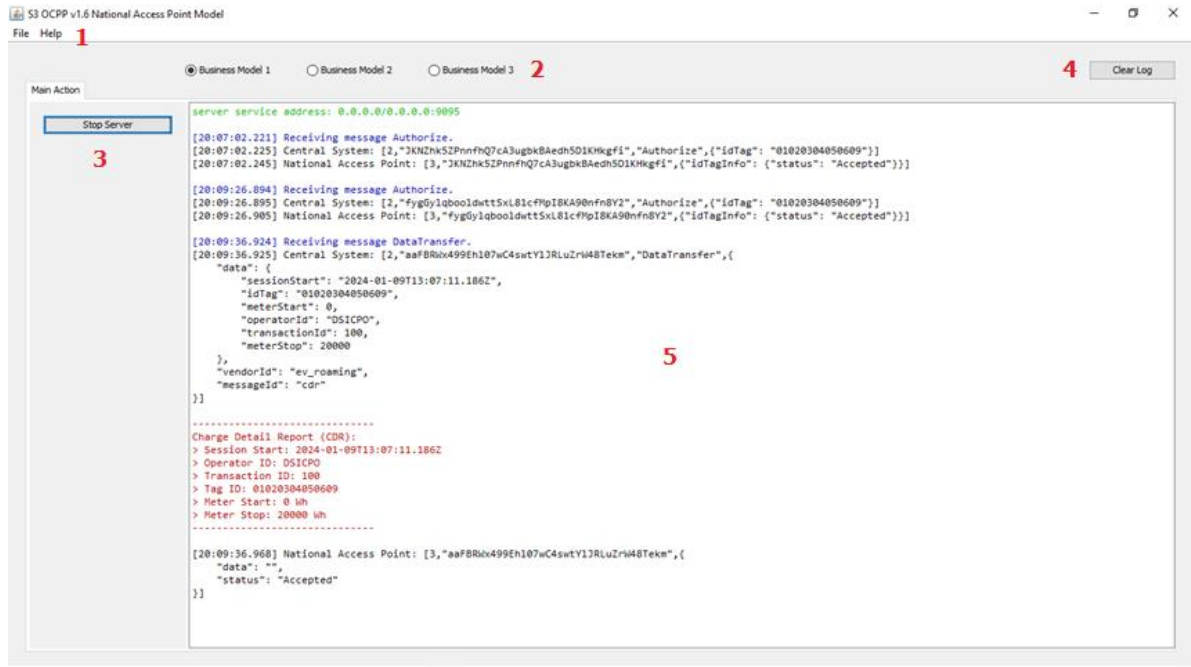 S3 OCPP v1.6 National Access Point Model
File Help 1
Business Model 1 Business Model 2 Business Model 3 2 4 Clear Log
Main Action
Stop Server
3
server service address: 0.0.0.0/0.0.0.0:9095
[20:07:02.221] Receiving message Authorize.
[20:07:02.225] Central System: [2,"JKNZhk5ZPnnfhQ7cA3ugbkBAedh5D1KHkgfi","Authorize",{"idTag": "01020304050609"}]
[20:07:02.245] National Access Point: [3,"JKNZhk5ZPnnfhQ7cA3ugbkBAedh5D1KHkgfi",{"idTagInfo": {"status": "Accepted"}}]
[20:09:26.894] Receiving message Authorize.
[20:09:26.895] Central System: [2,"fygGylqbooldwttSxL81cfMpI8KA90nfn8Y2","Authorize",{"idTag": "01020304050609"}]
[20:09:26.905] National Access Point: [3,"fygGylqbooldwttSxL81cfMpI8KA90nfn8Y2",{"idTagInfo": {"status": "Accepted"}}]
[20:09:36.924] Receiving message DataTransfer.
[20:09:36.925] Central System: [2,"aaFBRWx499Ehl07wC4swtY1JRLuZrW48Tekm","DataTransfer",{
"data": {
"sessionStart": "2024-01-09T13:07:11.186Z",
"idTag": "01020304050609",
"meterStart": 0,
"operatorId": "DSICPO",
"transactionId": 100,
"meterStop": 20000
},
"vendorId": "ev_roaming",
"messageId": "cdr"
}]
5
------------------------------
Charge Detail Report (CDR):
> Session Start: 2024-01-09T13:07:11.186Z
> Operator ID: DSICPO
> Transaction ID: 100
> Tag ID: 01020304050609
> Meter Start: 0 Wh
> Meter Stop: 20000 Wh
------------------------------
[20:09:36.968] National Access Point: [3,"aaFBRWx499Ehl07wC4swtY1JRLuZrW48Tekm",{
"data": "",
"status": "Accepted"
}]